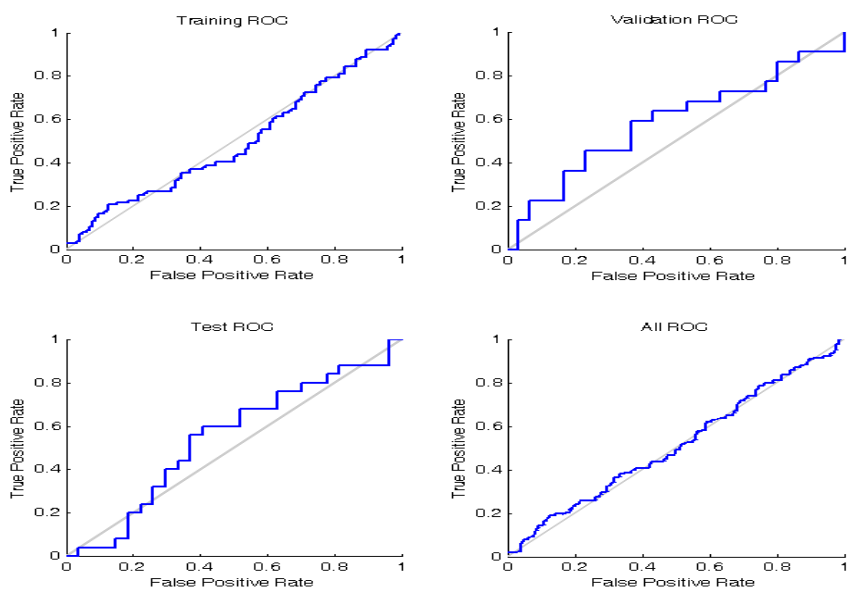 Training ROC
True Positive Rate
1
0.8
0.6
0.4
0.2
0
0 0.2 0.4 0.6 0.8 1
False Positive Rate
Validation ROC
True Positive Rate
1
0.8
0.6
0.4
0.2
0
0 0.2 0.4 0.6 0.8 1
False Positive Rate
Test ROC
True Positive Rate
1
0.8
0.6
0.4
0.2
0
0 0.2 0.4 0.6 0.8 1
False Positive Rate
All ROC
True Positive Rate
1
0.8
0.6
0.4
0.2
0
0 0.2 0.4 0.6 0.8 1
False Positive Rate